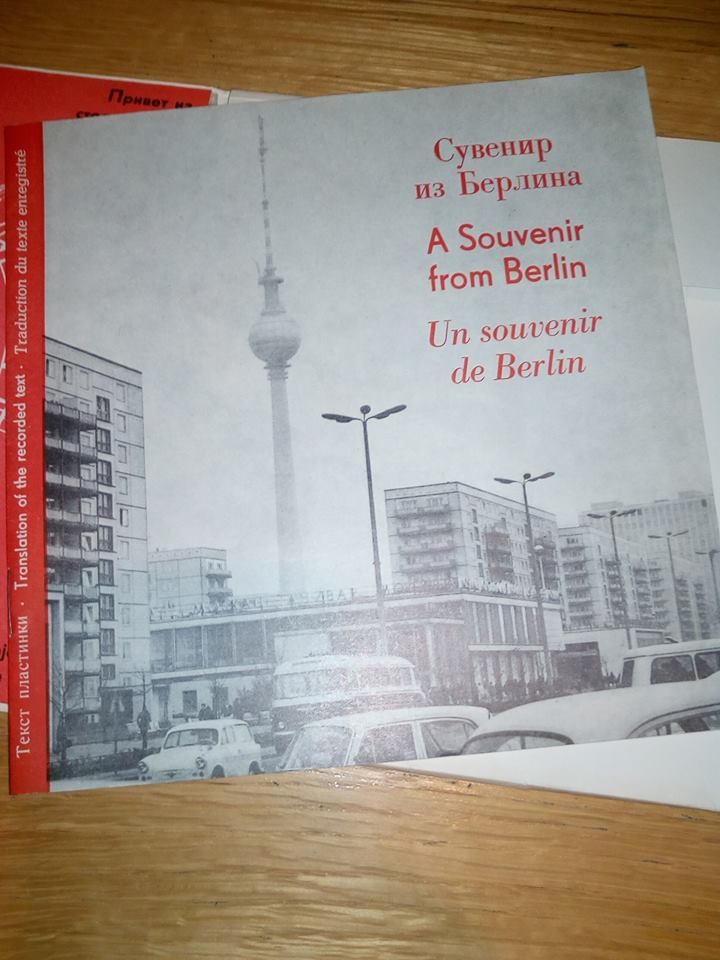 Привет из
Сувенир
из Берлина
A Souvenir
from Berlin
Un souvenir
de Berlin
Текст пластинки · Translation of the recorded text · Traduction du texte enregistré